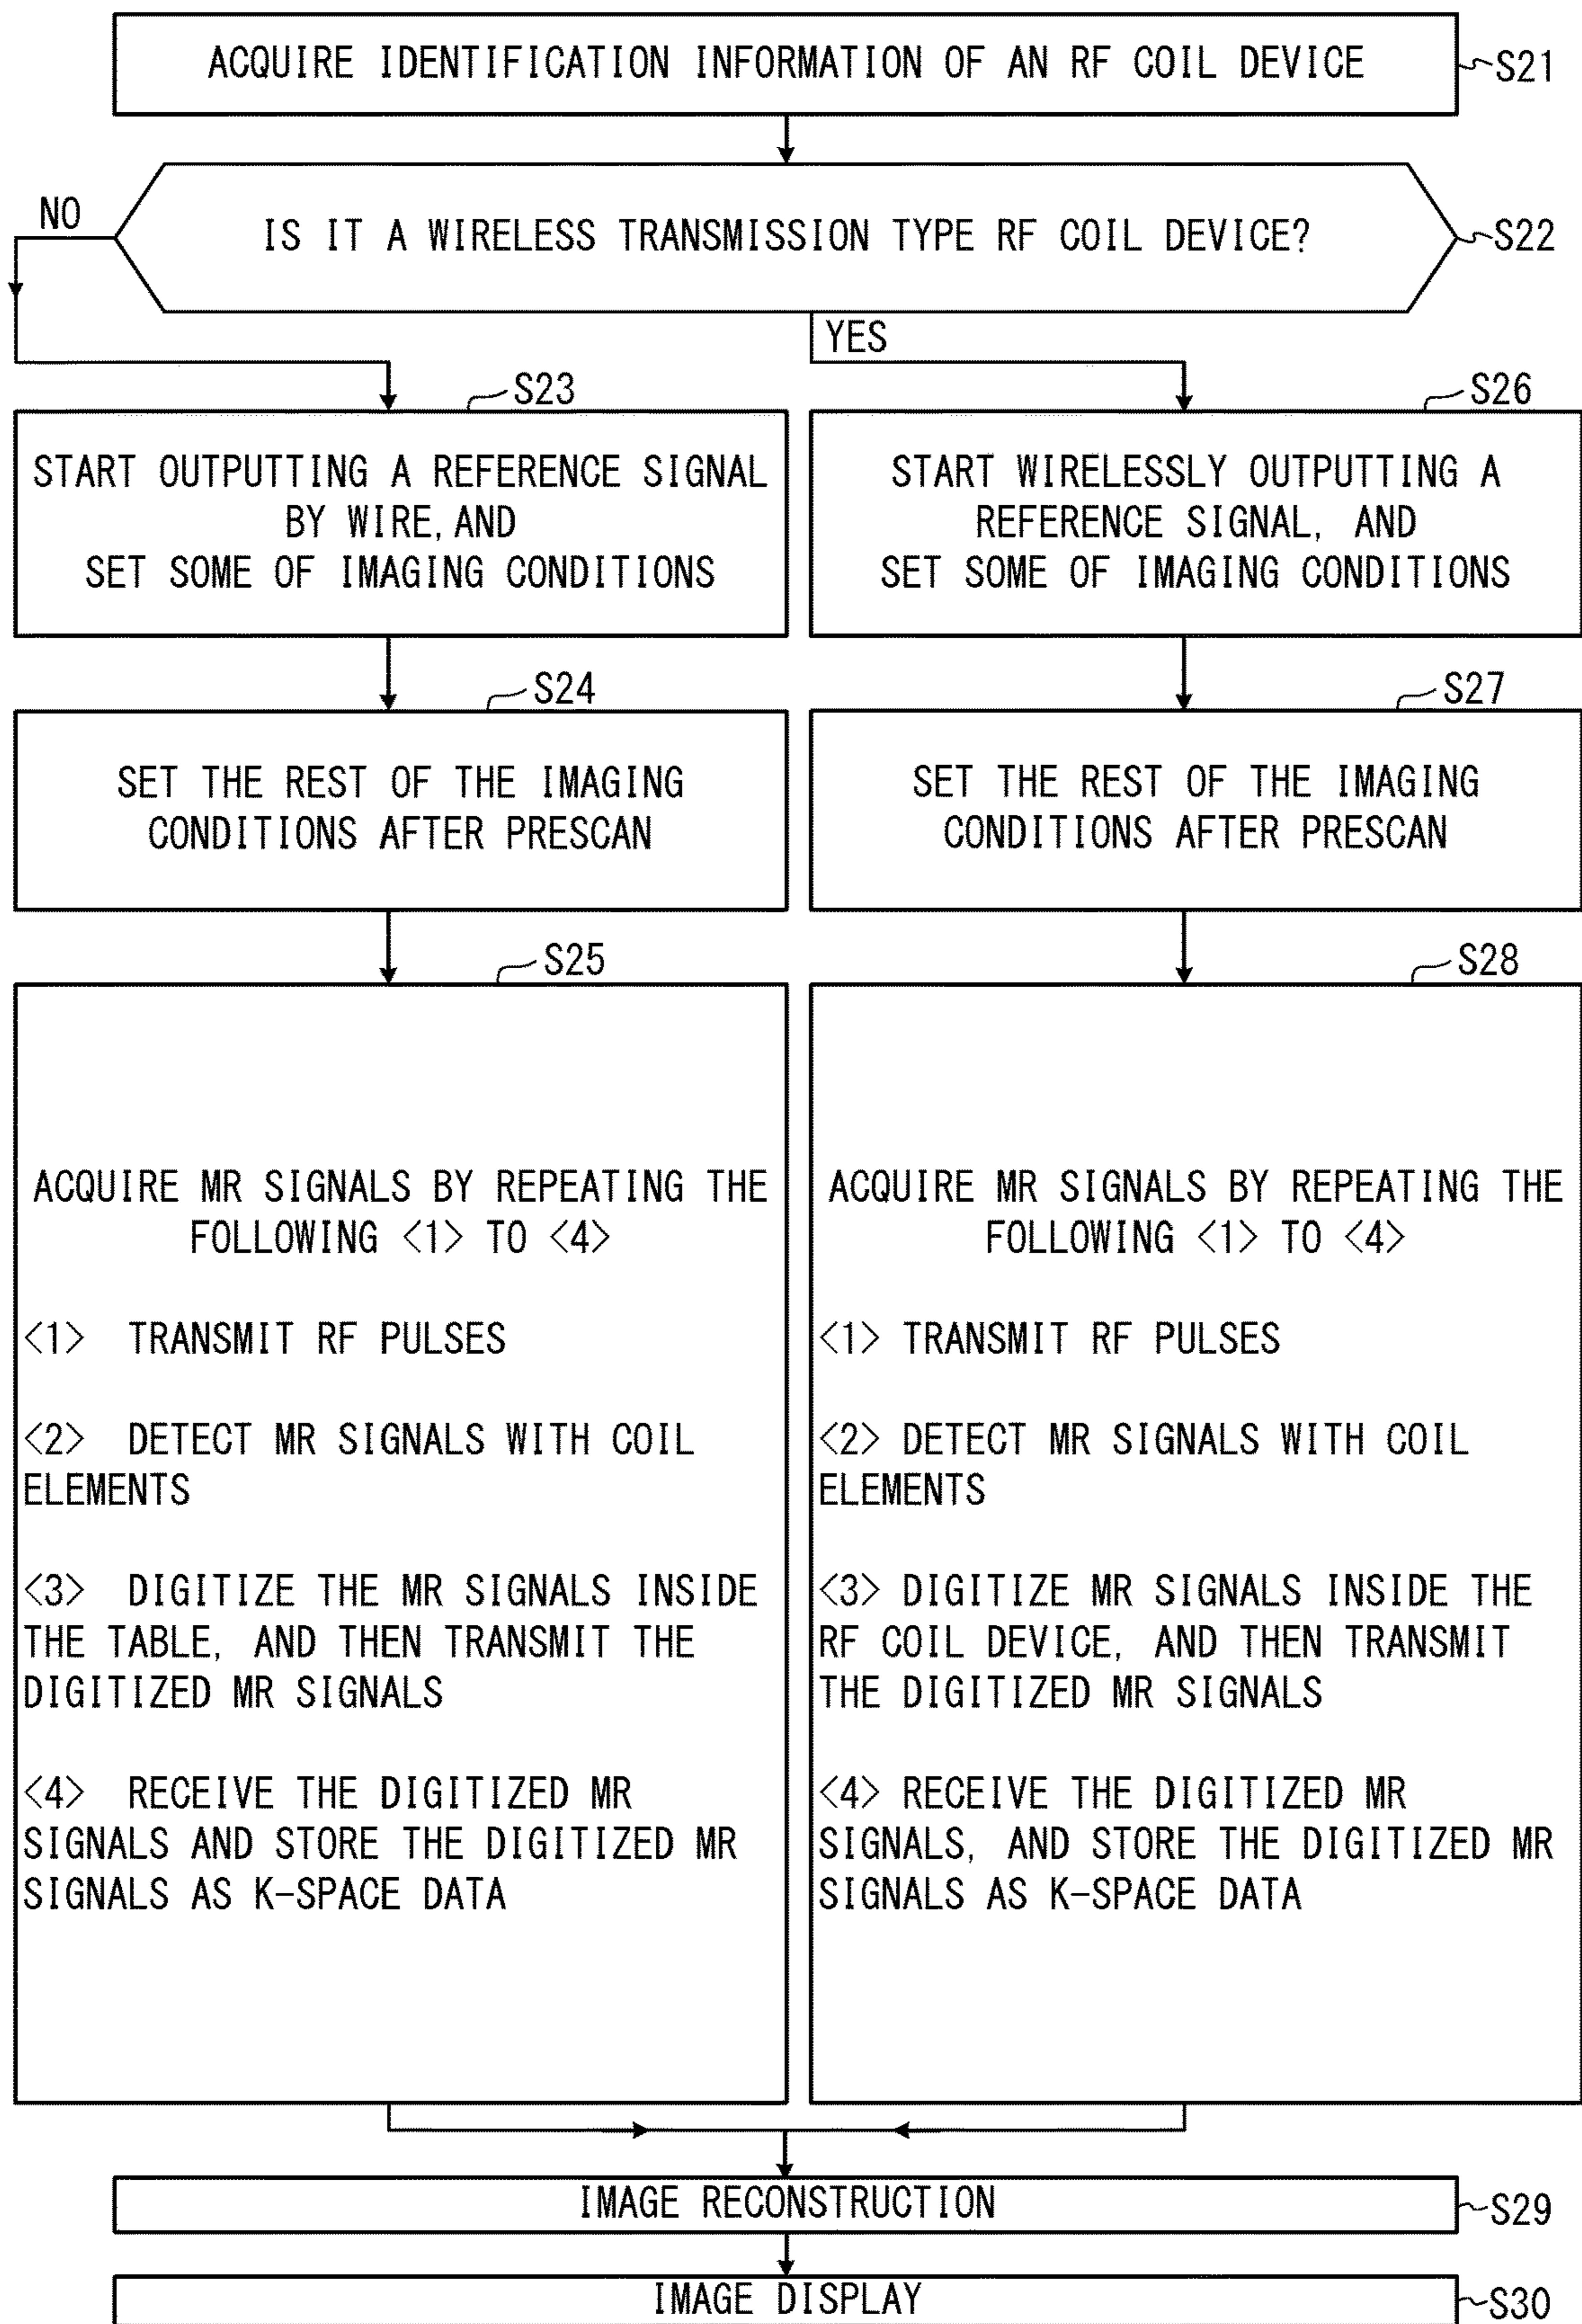 ACQUIRE IDENTIFICATION INFORMATION OF AN RF COIL DEVICE
S21
NO
IS IT A WIRELESS TRANSMISSION TYPE RF COIL DEVICE?
S22
YES
S23
START OUTPUTTING A REFERENCE SIGNAL
BY WIRE, AND
SET SOME OF IMAGING CONDITIONS
S26
START WIRELESSLY OUTPUTTING A
REFERENCE SIGNAL, AND
SET SOME OF IMAGING CONDITIONS
S24
SET THE REST OF THE IMAGING
CONDITIONS AFTER PRESCAN
S27
SET THE REST OF THE IMAGING
CONDITIONS AFTER PRESCAN
S25
ACQUIRE MR SIGNALS BY REPEATING THE
FOLLOWING <1> TO <4>
<1> TRANSMIT RF PULSES
<2> DETECT MR SIGNALS WITH COIL
ELEMENTS
<3> DIGITIZE THE MR SIGNALS INSIDE
THE TABLE, AND THEN TRANSMIT THE
DIGITIZED MR SIGNALS
<4> RECEIVE THE DIGITIZED MR
SIGNALS AND STORE THE DIGITIZED MR
SIGNALS AS K-SPACE DATA
S28
ACQUIRE MR SIGNALS BY REPEATING THE
FOLLOWING <1> TO <4>
<1> TRANSMIT RF PULSES
<2> DETECT MR SIGNALS WITH COIL
ELEMENTS
<3> DIGITIZE MR SIGNALS INSIDE THE
RF COIL DEVICE, AND THEN TRANSMIT
THE DIGITIZED MR SIGNALS
<4> RECEIVE THE DIGITIZED MR
SIGNALS, AND STORE THE DIGITIZED MR
SIGNALS AS K-SPACE DATA
IMAGE RECONSTRUCTION
S29
IMAGE DISPLAY
S30